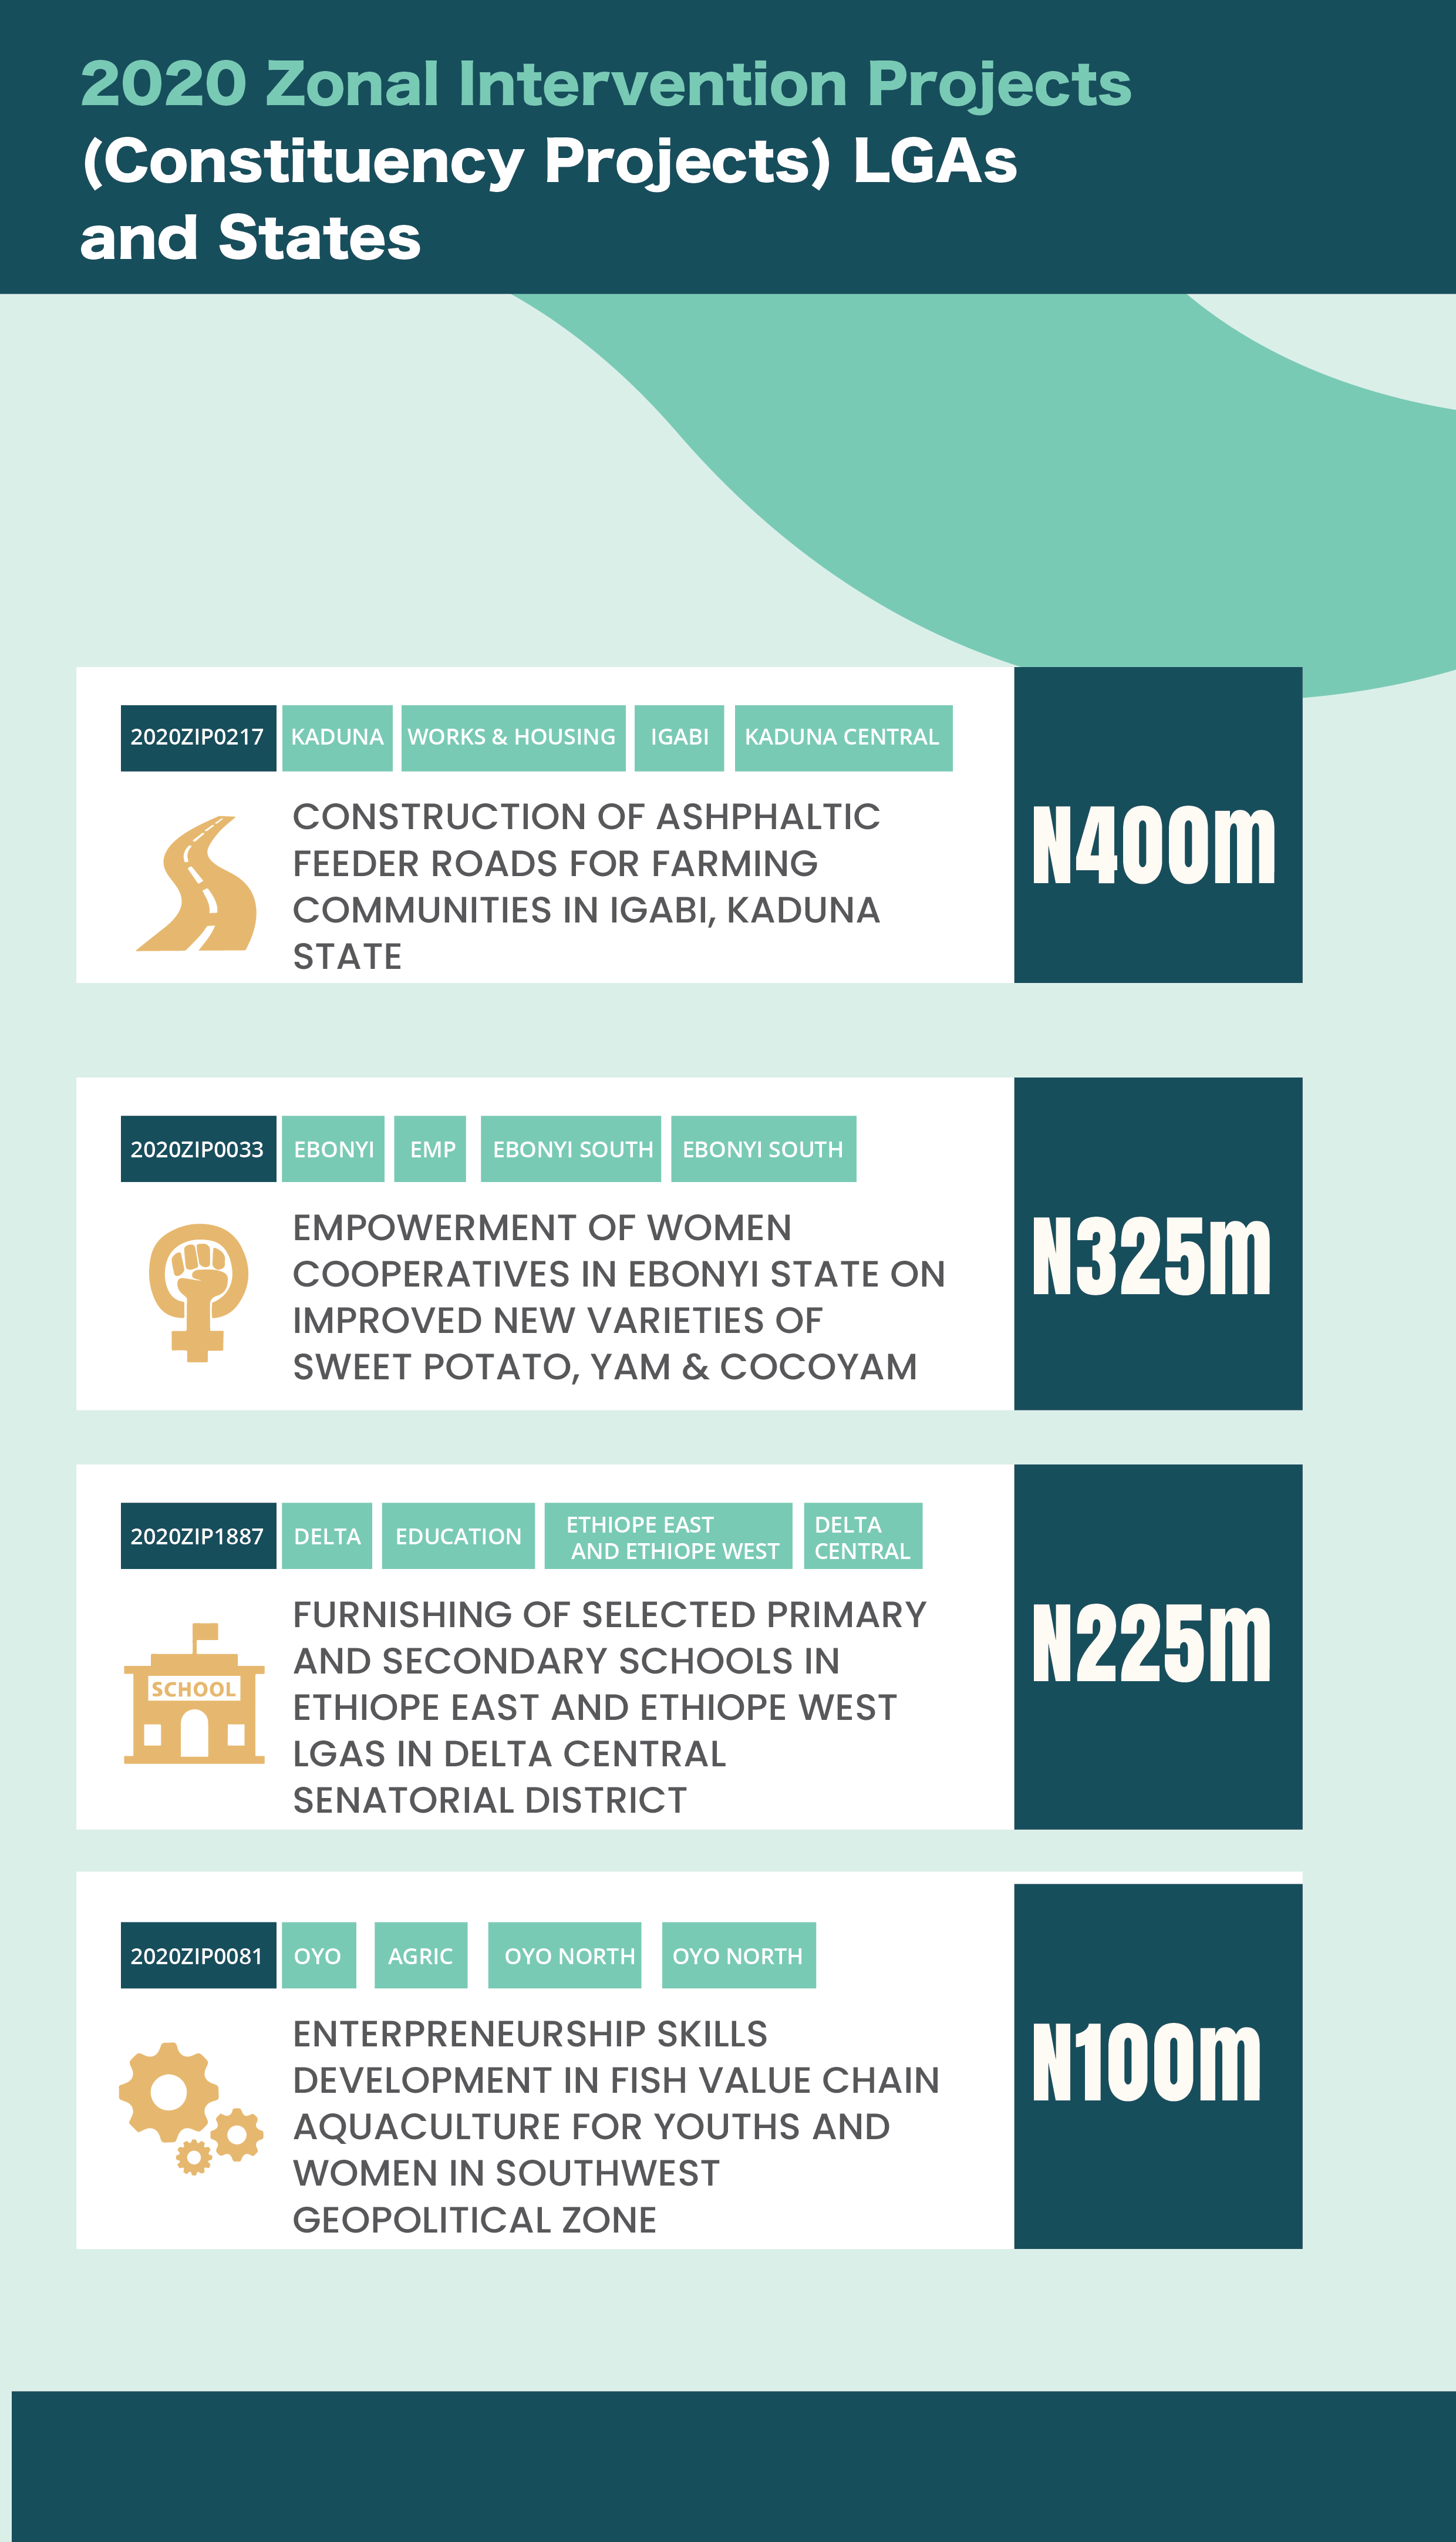 2020 Zonal Intervention Projects
(Constituency Projects) LGAs
and States
2020ZIP0217 KADUNA WORKS & HOUSING IGABI KADUNA CENTRAL
CONSTRUCTION OF ASHPHALTIC
FEEDER ROADS FOR FARMING
COMMUNITIES IN IGABI, KADUNA
STATE
N400m
2020ZIP0033 EBONYI EMP EBONYI SOUTH EBONYI SOUTH
EMPOWERMENT OF WOMEN
COOPERATIVES IN EBONYI STATE ON
IMPROVED NEW VARIETIES OF
SWEET POTATO, YAM & COCOYAM
N325m
2020ZIP1887 DELTA EDUCATION
ETHIOPE EAST
AND ETHIOPE WEST
DELTA
CENTRAL
SCHOOL
FURNISHING OF SELECTED PRIMARY
AND SECONDARY SCHOOLS IN
ETHIOPE EAST AND ETHIOPE WEST
LGAS IN DELTA CENTRAL
SENATORIAL DISTRICT
N225m
2020ZIP0081 OYO AGRIC OYO NORTH OYO NORTH
ENTERPRENEURSHIP SKILLS
DEVELOPMENT IN FISH VALUE CHAIN
AQUACULTURE FOR YOUTHS AND
WOMEN IN SOUTHWEST
GEOPOLITICAL ZONE
N100m